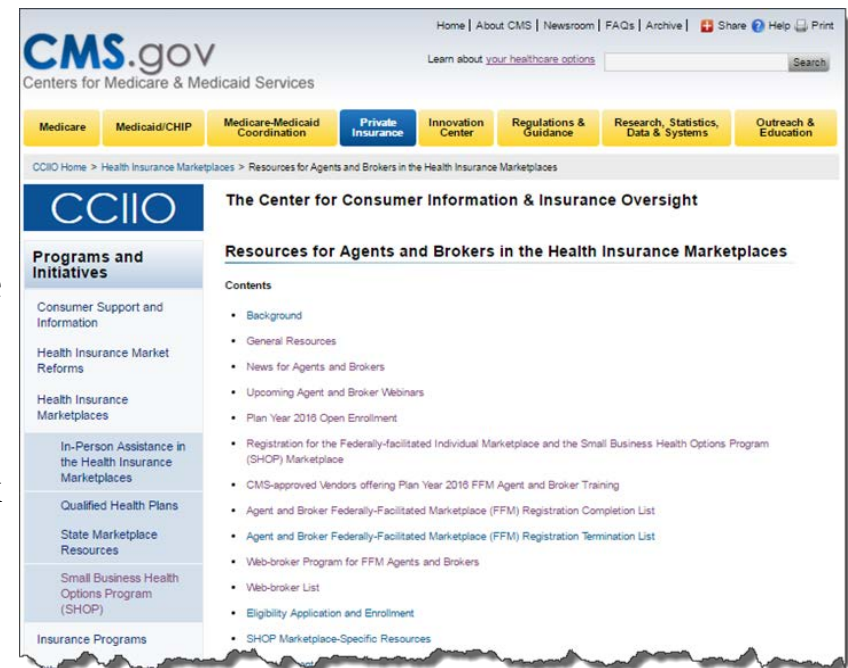 Home | About CMS | Newsroom | FAQs | Archive | Share Help Print
CMS.gov
Centers for Medicare & Medicaid Services
Learn about your healthcare options
Search
Medicare
Medicaid/CHIP
Medicare-Medicaid
Coordination
Private
Insurance
Innovation
Center
Regulations &
Guidance
Research, Statistics,
Data & Systems
Outreach &
Education
CCIIO Home > Health Insurance Marketplaces > Resources for Agents and Brokers in the Health Insurance Marketplaces
CCIIO
The Center for Consumer Information & Insurance Oversight
Programs and
Initiatives
Consumer Support and
Information
Health Insurance Market
Reforms
Health Insurance
Marketplaces
In-Person Assistance in
the Health Insurance
Marketplaces
Qualified Health Plans
State Marketplace
Resources
Small Business Health
Options Program
(SHOP)
Insurance Programs
Resources for Agents and Brokers in the Health Insurance Marketplaces
Contents
• Background
• General Resources
• News for Agents and Brokers
• Upcoming Agent and Broker Webinars
• Plan Year 2016 Open Enrollment
• Registration for the Federally-facilitated Individual Marketplace and the Small Business Health Options Program
(SHOP) Marketplace
• CMS-approved Vendors offering Plan Year 2016 FFM Agent and Broker Training
• Agent and Broker Federally-Facilitated Marketplace (FFM) Registration Completion List
• Agent and Broker Federally-Facilitated Marketplace (FFM) Registration Termination List
• Web-broker Program for FFM Agents and Brokers
• Web-broker List
• Eligibility Application and Enrollment
• SHOP Marketplace-Specific Resources